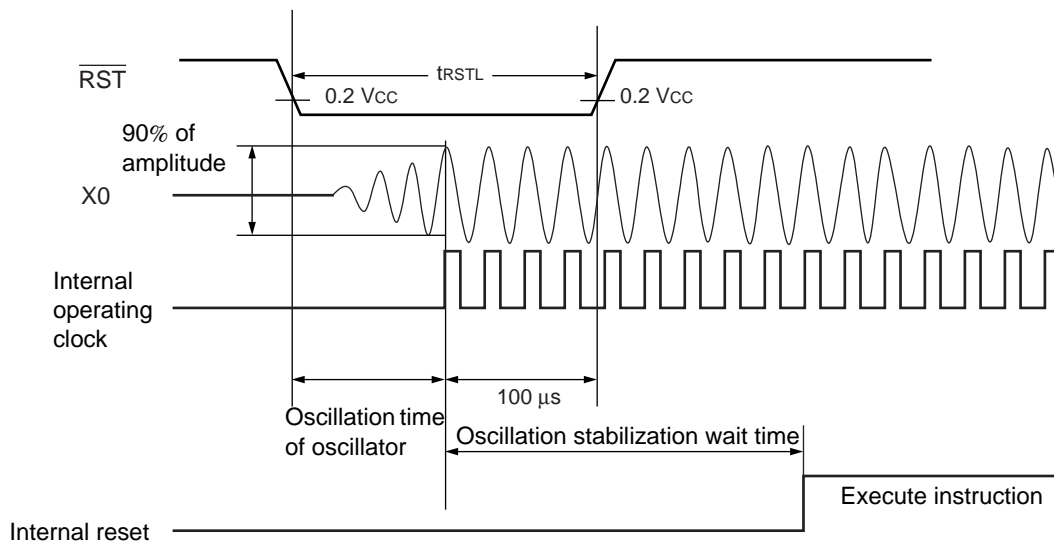 RST
tRSTL
0.2 VCC
0.2 VCC
90% of
amplitude
X0
Internal
operating
clock
100 μs
Oscillation time
of oscillator
Oscillation stabilization wait time
Execute instruction
Internal reset